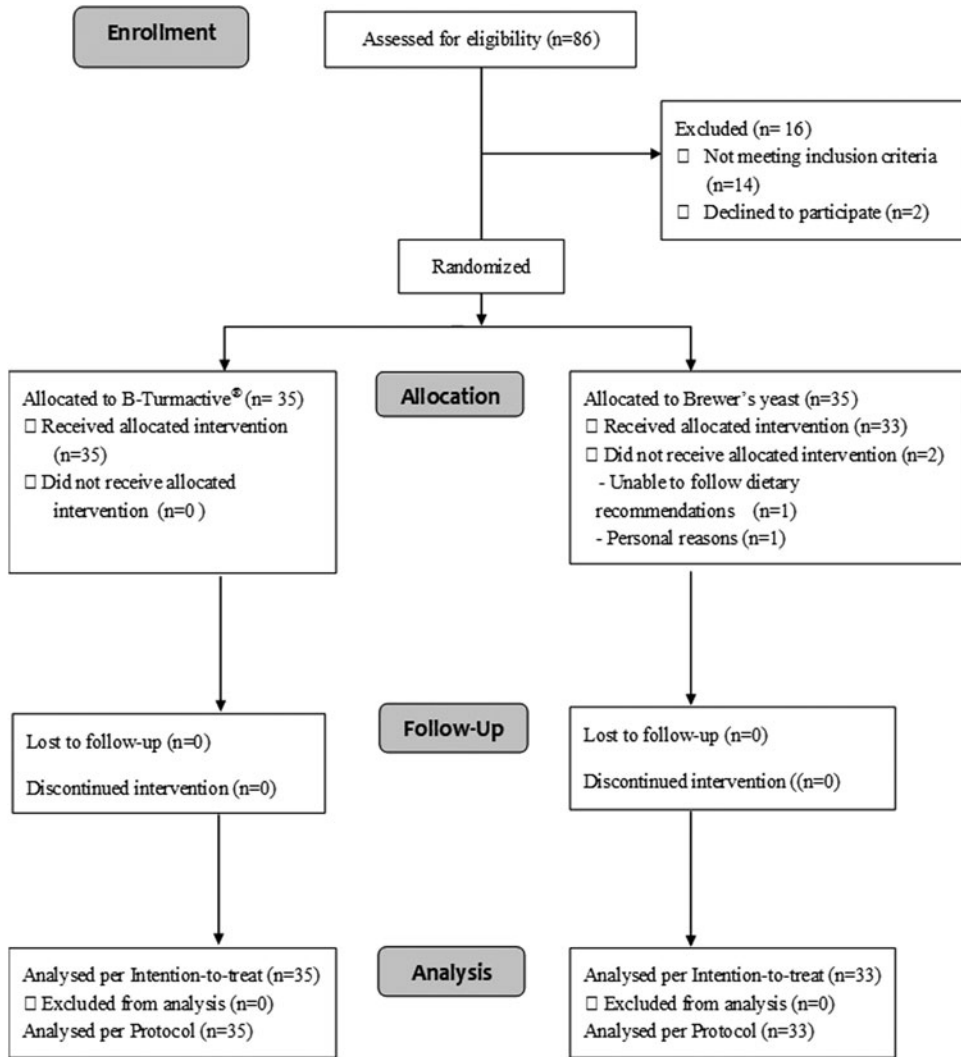 Enrollment
Assessed for eligibility (n=86)
Excluded (n= 16)
□ Not meeting inclusion criteria
(n=14)
□ Declined to participate (n=2)
Randomized
Allocated to B-Turmactive® (n= 35)
□ Received allocated intervention
(n=35)
□ Did not receive allocated
intervention (n=0 )
Allocation
Allocated to Brewer’s yeast (n=35)
□ Received allocated intervention (n=33)
□ Did not receive allocated intervention (n=2)
- Unable to follow dietary
recommendations (n=1)
- Personal reasons (n=1)
Lost to follow-up (n=0)
Discontinued intervention (n=0)
Follow-Up
Lost to follow-up (n=0)
Discontinued intervention ((n=0)
Analysed per Intention-to-treat (n=35)
□ Excluded from analysis (n=0)
Analysed per Protocol (n=35)
Analysis
Analysed per Intention-to-treat (n=33)
□ Excluded from analysis (n=0)
Analysed per Protocol (n=33)